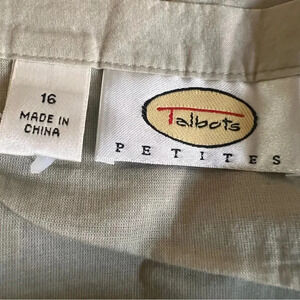 16
MADE IN
CHINA
Talbots
PETITES